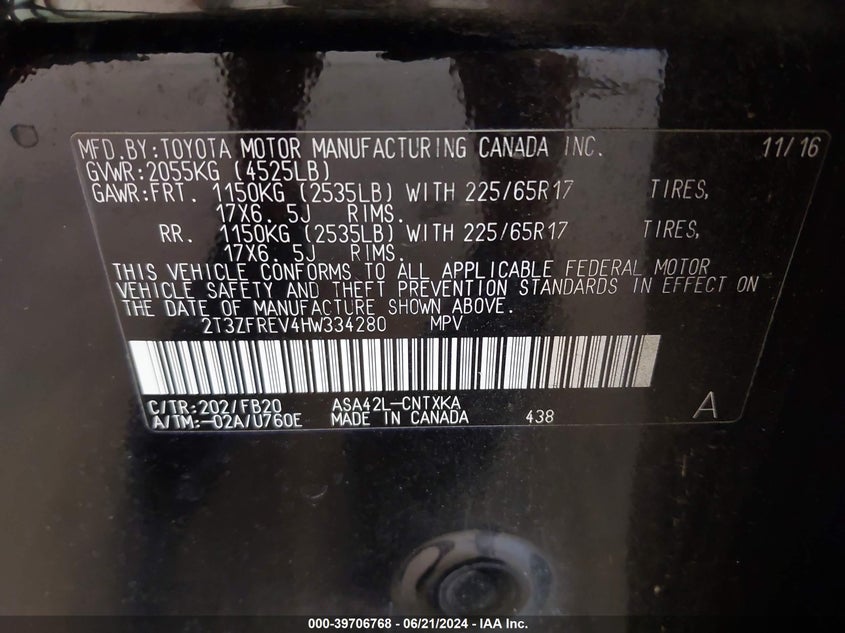 MFD.BY:TOYOTA MOTOR MANUFACTURING CANADA INC. 11/16
GVWR:2055KG (4525LB)
GAWR:FRT. 1150KG (2535LB) WITH 225/65R17 TIRES,
17X6. 5J RIMS.
RR. 1150KG (2535LB) WITH 225/65R17 TIRES,
17X6. 5J RIMS.
THIS VEHICLE CONFORMS TO ALL APPLICABLE FEDERAL MOTOR
VEHICLE SAFETY AND THEFT PREVENTION STANDARDS IN EFFECT ON
THE DATE OF MANUFACTURE SHOWN ABOVE.
2T3ZFREV4HW334280 MPV
C/TR:202/FB20 ASA42L-CNTXKA
A/TM:-02A/U760E MADE IN CANADA 438 A
000-39706768 - 06/21/2024 - IAA Inc.